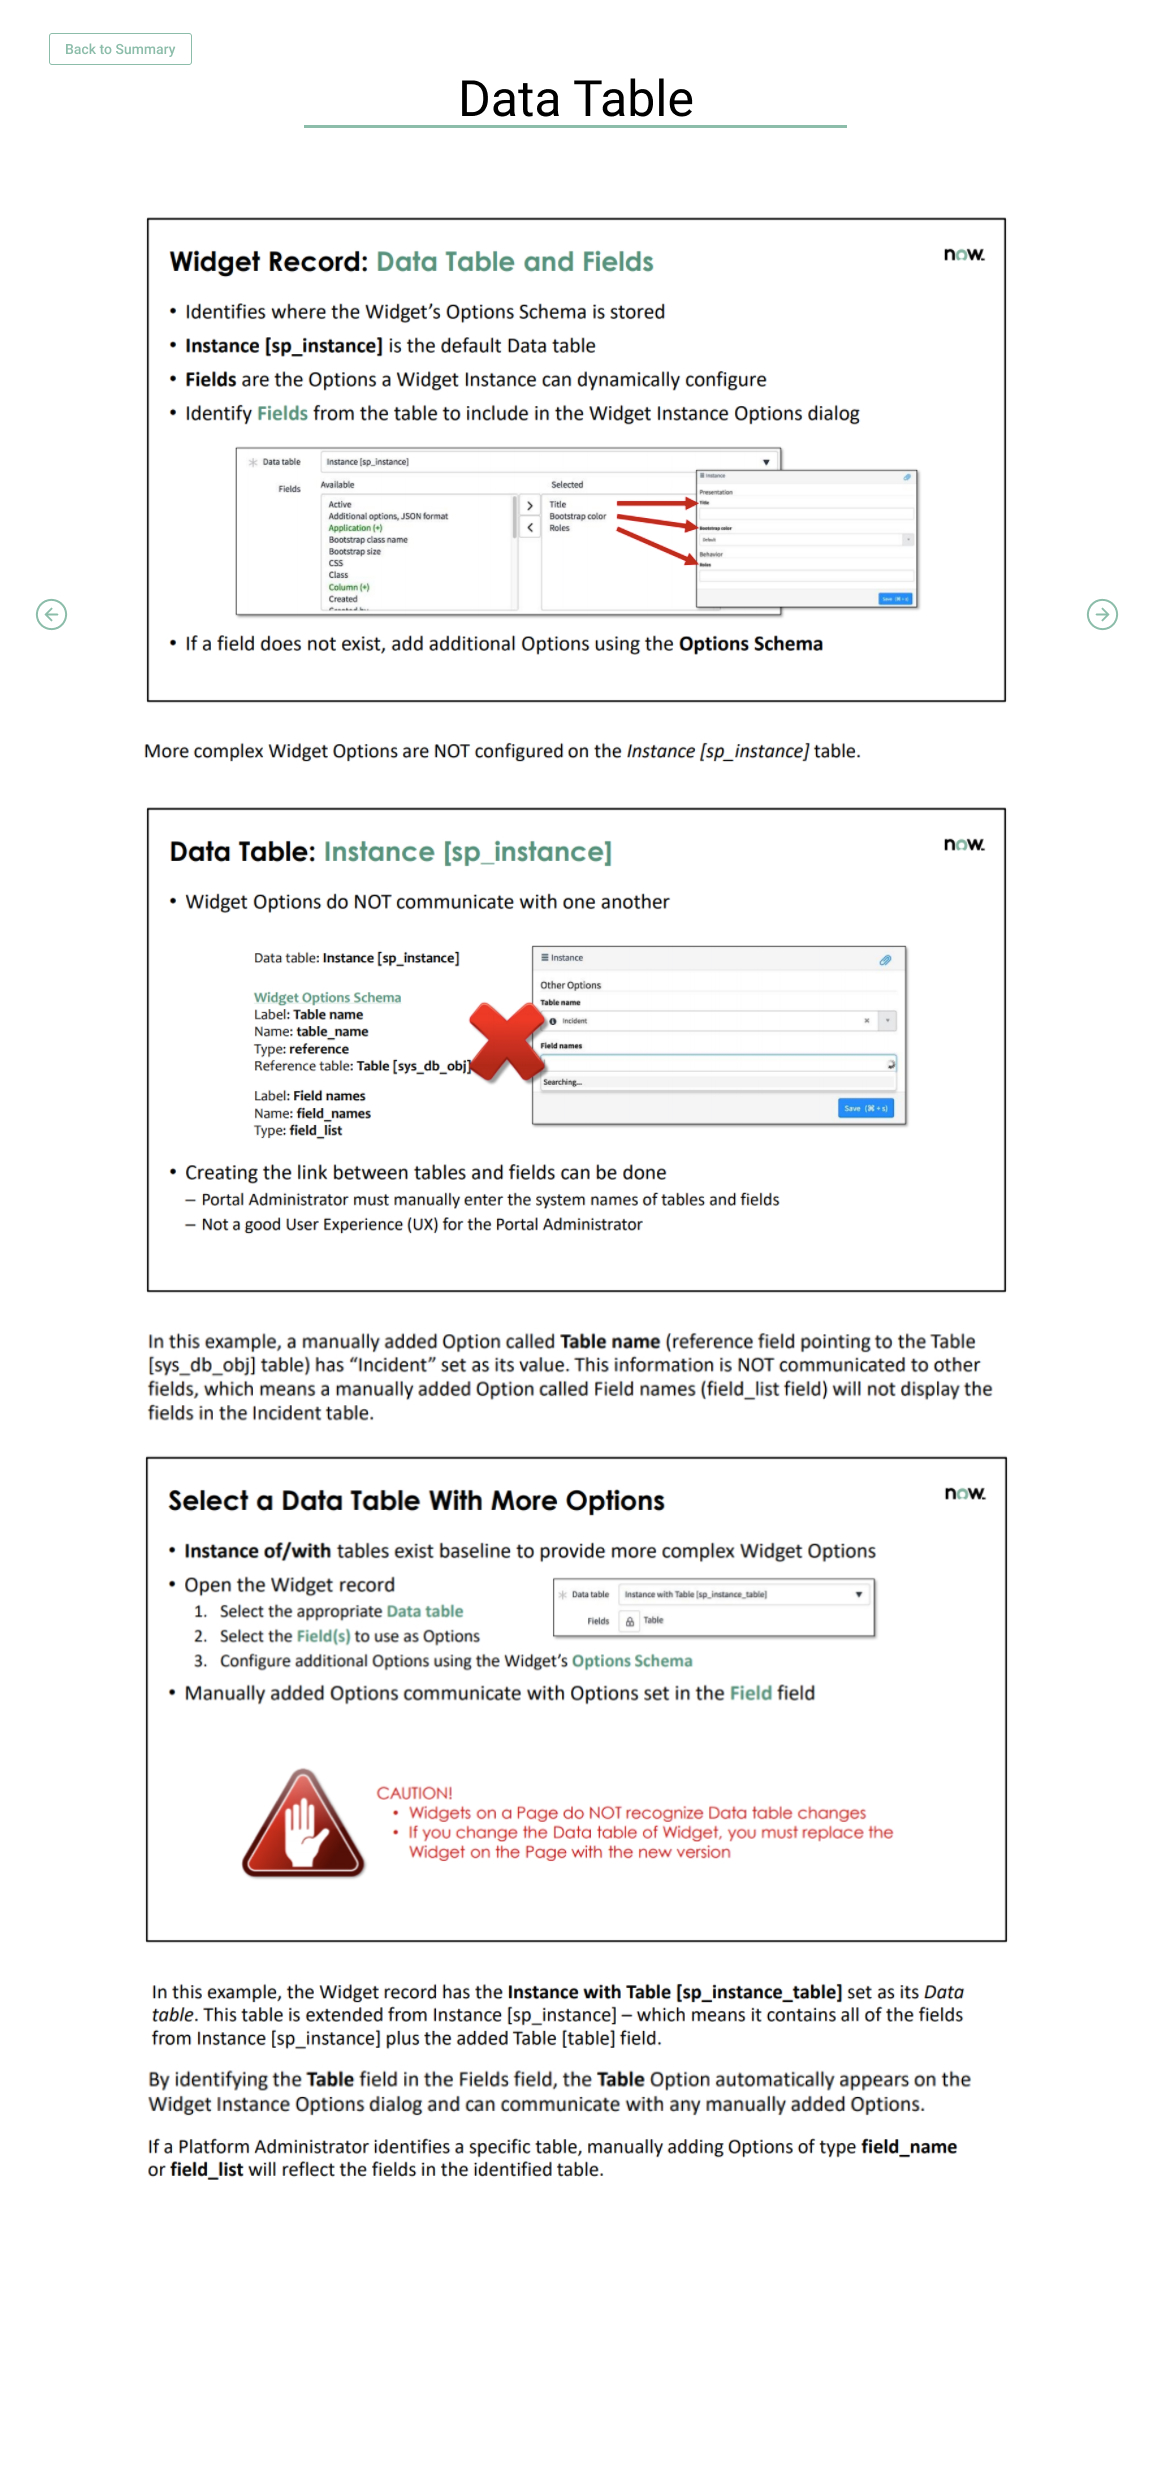 Back to Summary
Data Table
Widget Record: Data Table and Fields
now.
• Identifies where the Widget’s Options Schema is stored
• Instance [sp_instance] is the default Data table
• Fields are the Options a Widget Instance can dynamically configure
• Identify Fields from the table to include in the Widget Instance Options dialog
Data table
Instance [sp_instance]
Fields
Available
Selected
Active
Additional options, JSON format
Application (+)
Bootstrap class name
Bootstrap size
CSS
Class
Column (+)
Created
Created by
Title
Bootstrap color
Roles
Instance
Presentation
Title
Bootstrap color
Default
Behavior
Roles
Save (⌘ + s)
• If a field does not exist, add additional Options using the Options Schema
More complex Widget Options are NOT configured on the Instance [sp_instance] table.
Data Table: Instance [sp_instance]
now.
• Widget Options do NOT communicate with one another
Data table: Instance [sp_instance]
Widget Options Schema
Label: Table name
Name: table_name
Type: reference
Reference table: Table [sys_db_obj]
Label: Field names
Name: field_names
Type: field_list
Instance
Other Options
Table name
Incident
Field names
Searching...
Save (⌘ + s)
• Creating the link between tables and fields can be done
– Portal Administrator must manually enter the system names of tables and fields
– Not a good User Experience (UX) for the Portal Administrator
In this example, a manually added Option called Table name (reference field pointing to the Table
[sys_db_obj] table) has “Incident” set as its value. This information is NOT communicated to other
fields, which means a manually added Option called Field names (field_list field) will not display the
fields in the Incident table.
Select a Data Table With More Options
now.
• Instance of/with tables exist baseline to provide more complex Widget Options
• Open the Widget record
1. Select the appropriate Data table
2. Select the Field(s) to use as Options
3. Configure additional Options using the Widget’s Options Schema
Data table
Instance with Table [sp_instance_table]
Fields
Table
• Manually added Options communicate with Options set in the Field field
CAUTION!
• Widgets on a Page do NOT recognize Data table changes
• If you change the Data table of Widget, you must replace the
Widget on the Page with the new version
In this example, the Widget record has the Instance with Table [sp_instance_table] set as its Data
table. This table is extended from Instance [sp_instance] – which means it contains all of the fields
from Instance [sp_instance] plus the added Table [table] field.
By identifying the Table field in the Fields field, the Table Option automatically appears on the
Widget Instance Options dialog and can communicate with any manually added Options.
If a Platform Administrator identifies a specific table, manually adding Options of type field_name
or field_list will reflect the fields in the identified table.